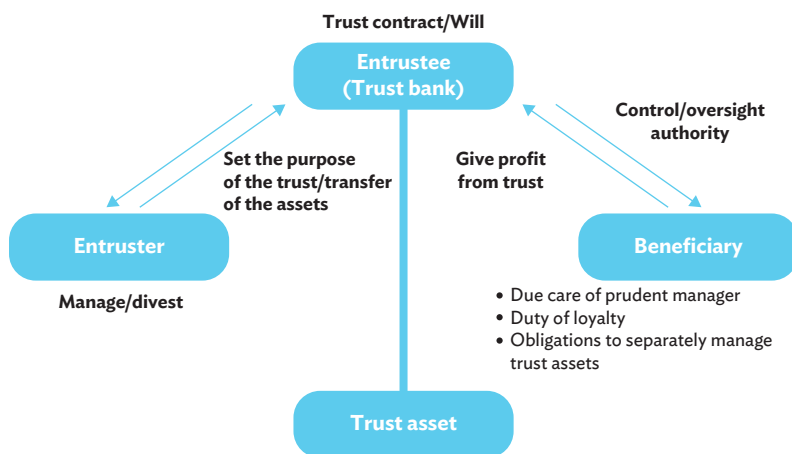 Trust contract/Will
Entrustee
(Trust bank)
Control/oversight
authority
Set the purpose
of the trust/transfer
of the assets
Give profit
from trust
Entruster
Beneficiary
Manage/divest
• Due care of prudent manager
• Duty of loyalty
• Obligations to separately manage
trust assets
Trust asset